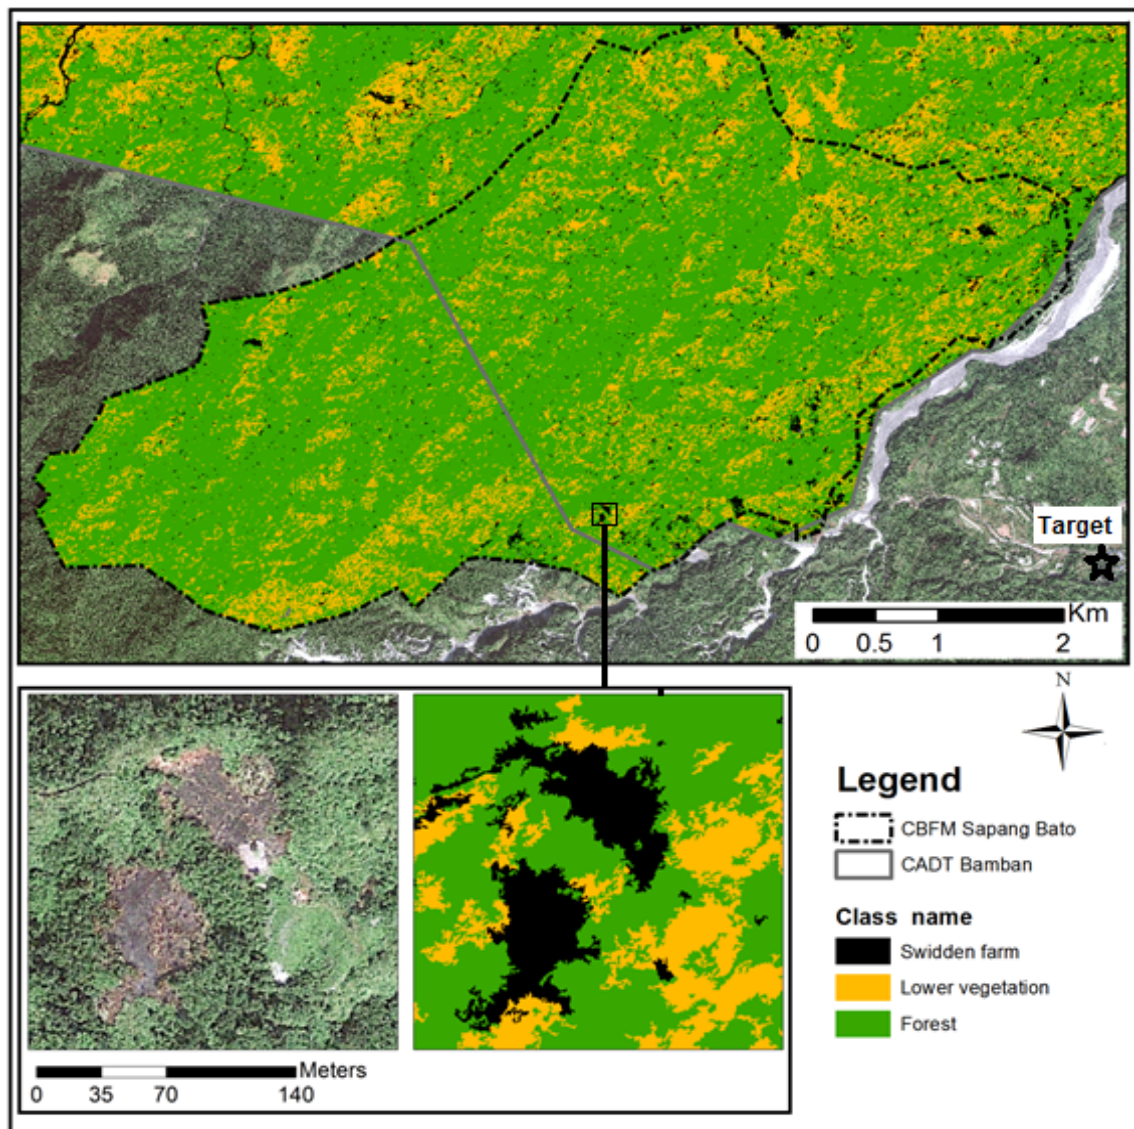 Target
Km
0 0.5 1 2
N
Legend
CBFM Sapang Bato
CADT Bamban
Class name
Swidden farm
Lower vegetation
Forest
Meters
0 35 70 140